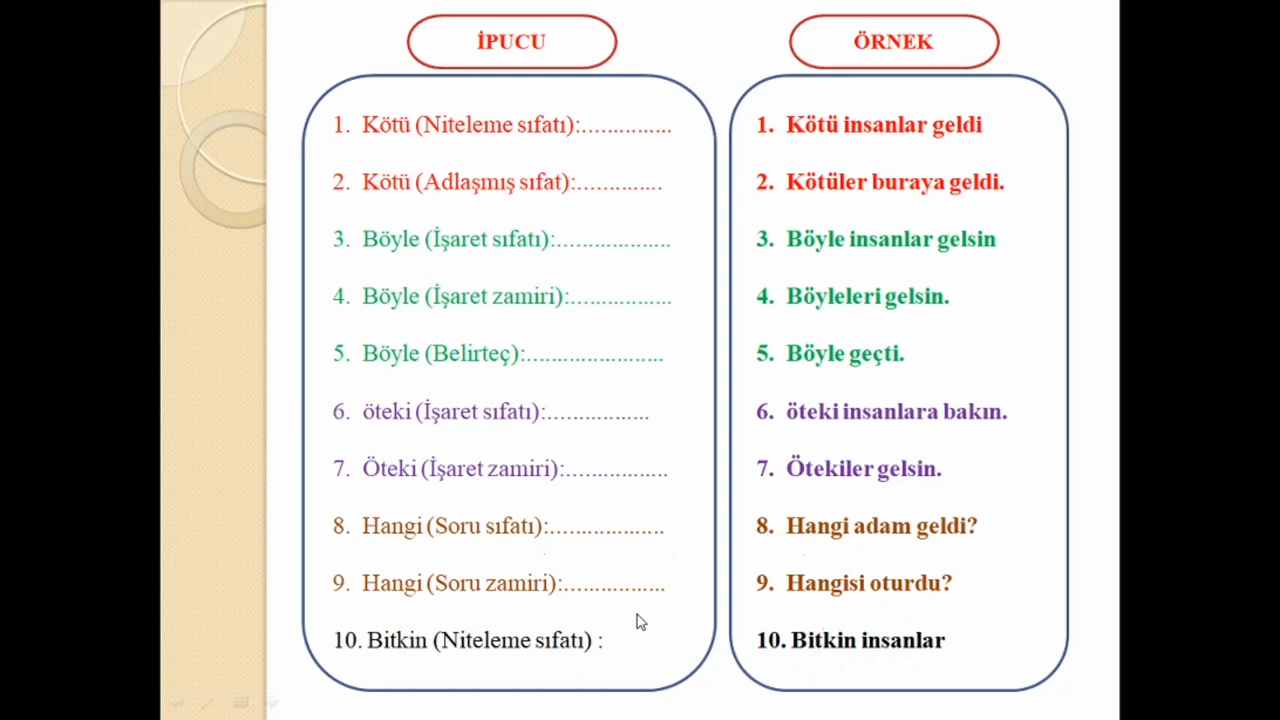 İPUCU
1. Kötü (Niteleme sıfatı):..............
2. Kötü (Adlaşmış sıfat):.............
3. Böyle (İşaret sıfatı):..................
4. Böyle (İşaret zamiri):................
5. Böyle (Belirteç):.....................
6. öteki (İşaret sıfatı):................
7. Öteki (İşaret zamiri):................
8. Hangi (Soru sıfatı):..................
9. Hangi (Soru zamiri):................
10. Bitkin (Niteleme sıfatı) :
ÖRNEK
1. Kötü insanlar geldi
2. Kötüler buraya geldi.
3. Böyle insanlar gelsin
4. Böyleleri gelsin.
5. Böyle geçti.
6. öteki insanlara bakın.
7. Ötekiler gelsin.
8. Hangi adam geldi?
9. Hangisi oturdu?
10. Bitkin insanlar